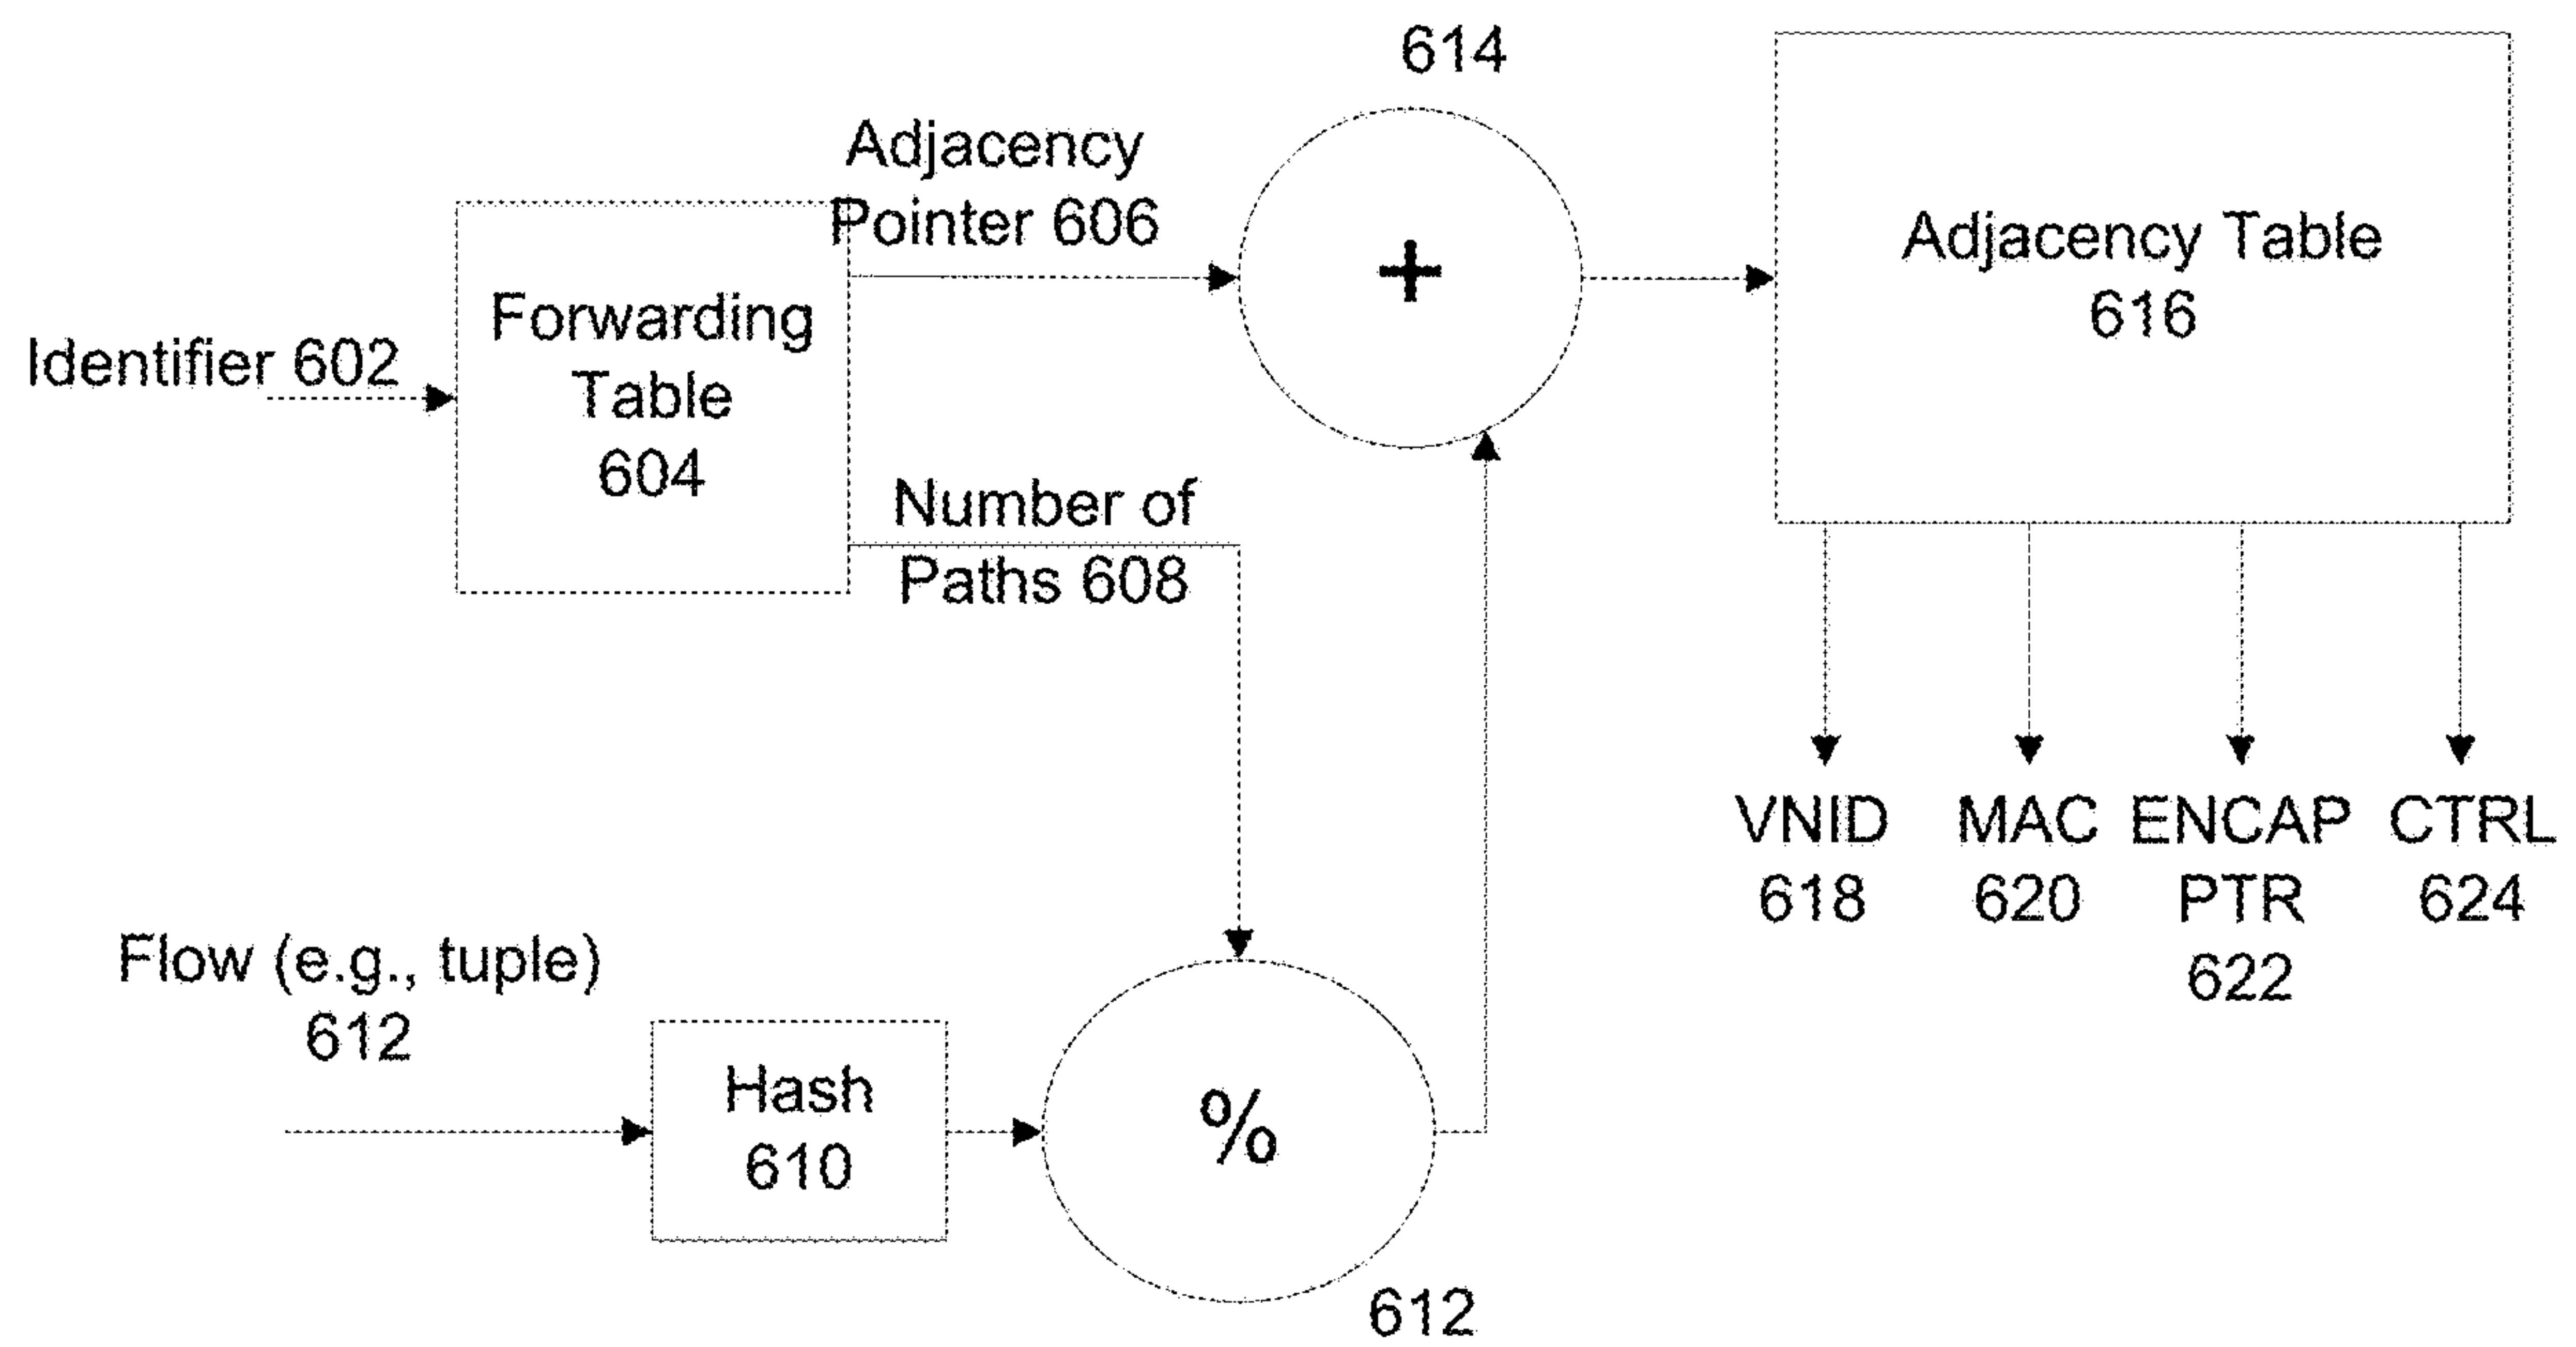 614
Adjacency
Pointer 606
+
Adjacency Table
616
Identifier 602
Forwarding
Table
604
Number of
Paths 608
VNID
618
MAC
620
ENCAP
PTR
622
CTRL
624
Flow (e.g., tuple)
612
Hash
610
%
612